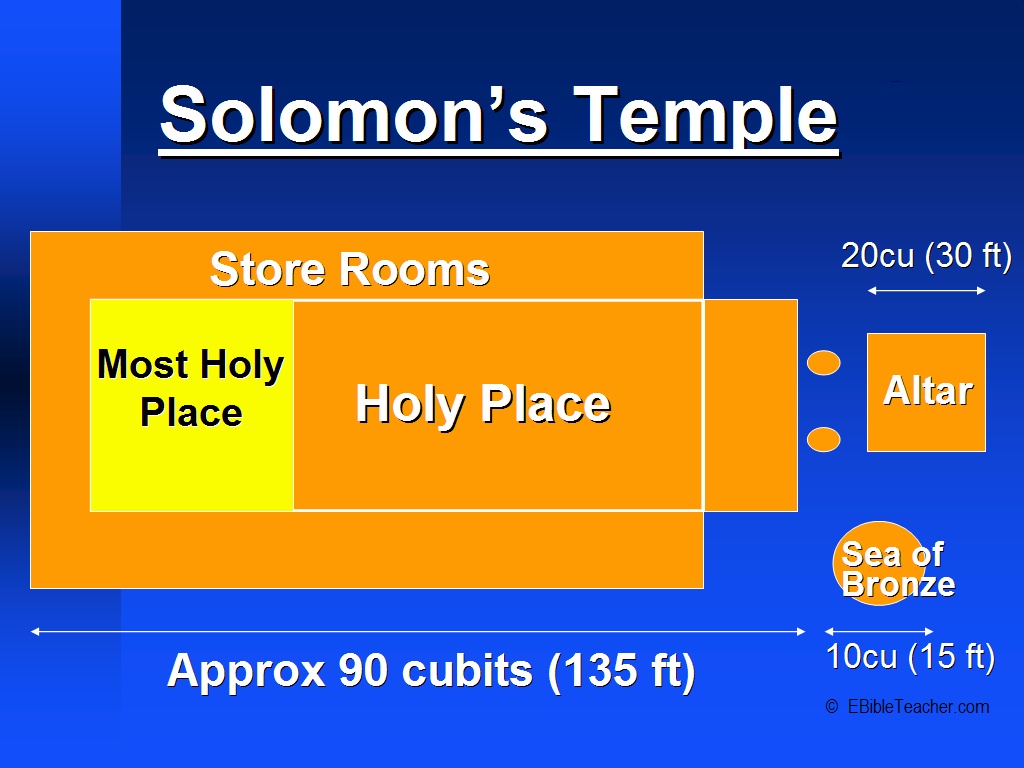 Solomon’s Temple
20cu (30 ft)
Store Rooms
Most Holy
Place
Holy Place
Altar
Sea of
Bronze
Approx 90 cubits (135 ft)
10cu (15 ft)
© EBibleTeacher.com